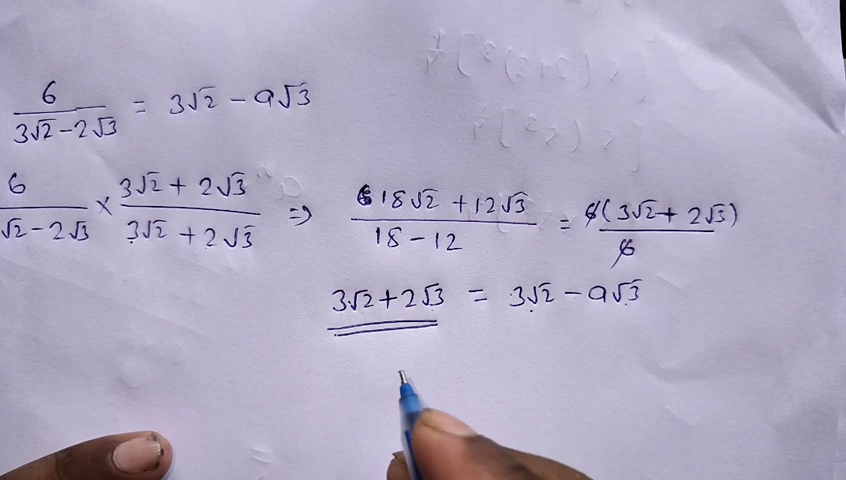 6/(3√2-2√3) = 3√2 - a√3
6/(√2-2√3) × (3√2+2√3)/(3√2+2√3) ⇒ (18√2+12√3)/(18-12) = 6(3√2+2√3)/6
3√2+2√3 = 3√2-a√3